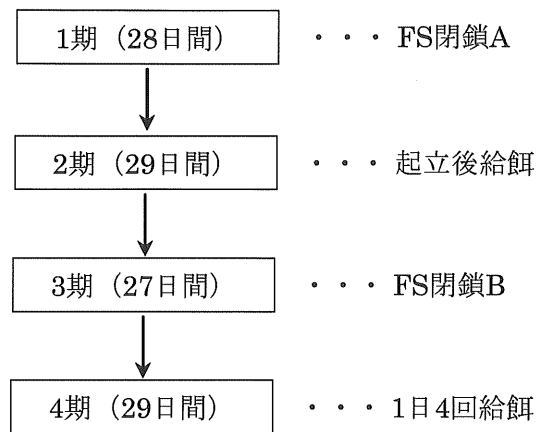 1期（28日間） ・・・ FS閉鎖A
2期（29日間） ・・・ 起立後給餌
3期（27日間） ・・・ FS閉鎖B
4期（29日間） ・・・ 1日4回給餌